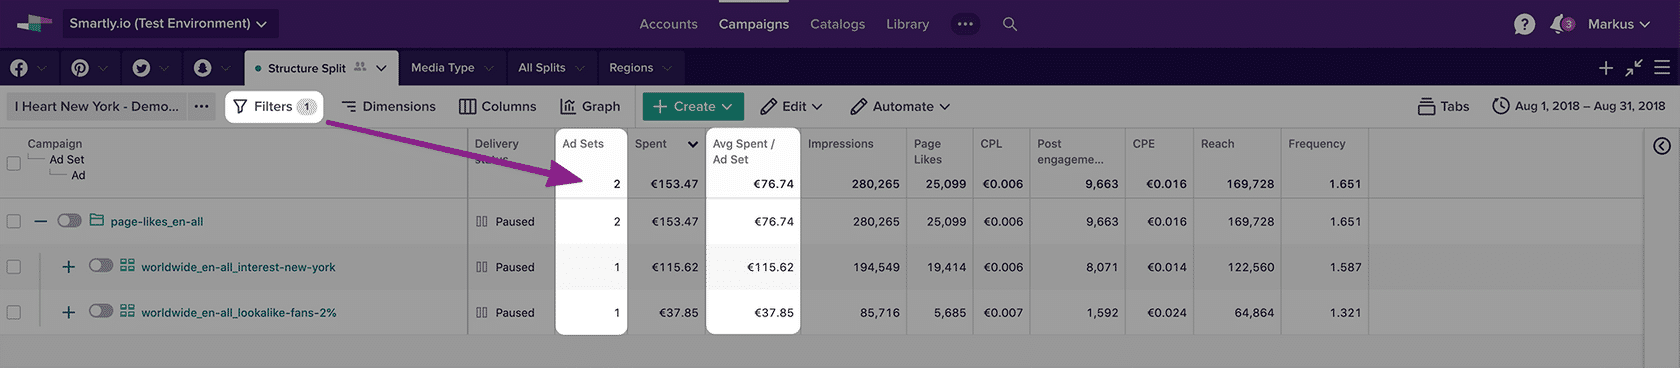 Smartly.io (Test Environment)
Accounts Campaigns Catalogs Library
? 3 Markus
Structure Split Media Type All Splits Regions
I Heart New York - Demo...
Filters 1 Dimensions Columns Graph
+ Create Edit Automate
Tabs Aug 1, 2018 – Aug 31, 2018
Campaign
Ad Set
Ad
Delivery
status
Ad Sets
2
Spent
€153.47
Avg Spent /
Ad Set
€76.74
Impressions
280,265
Page
Likes
25,099
CPL
€0.006
Post
engageme...
9,663
CPE
€0.016
Reach
169,728
Frequency
1.651
page-likes_en-all Paused 2 €153.47 €76.74 280,265 25,099 €0.006 9,663 €0.016 169,728 1.651
worldwide_en-all_interest-new-york Paused 1 €115.62 €115.62 194,549 19,414 €0.006 8,071 €0.014 122,560 1.587
worldwide_en-all_lookalike-fans-2% Paused 1 €37.85 €37.85 85,716 5,685 €0.007 1,592 €0.024 64,864 1.321